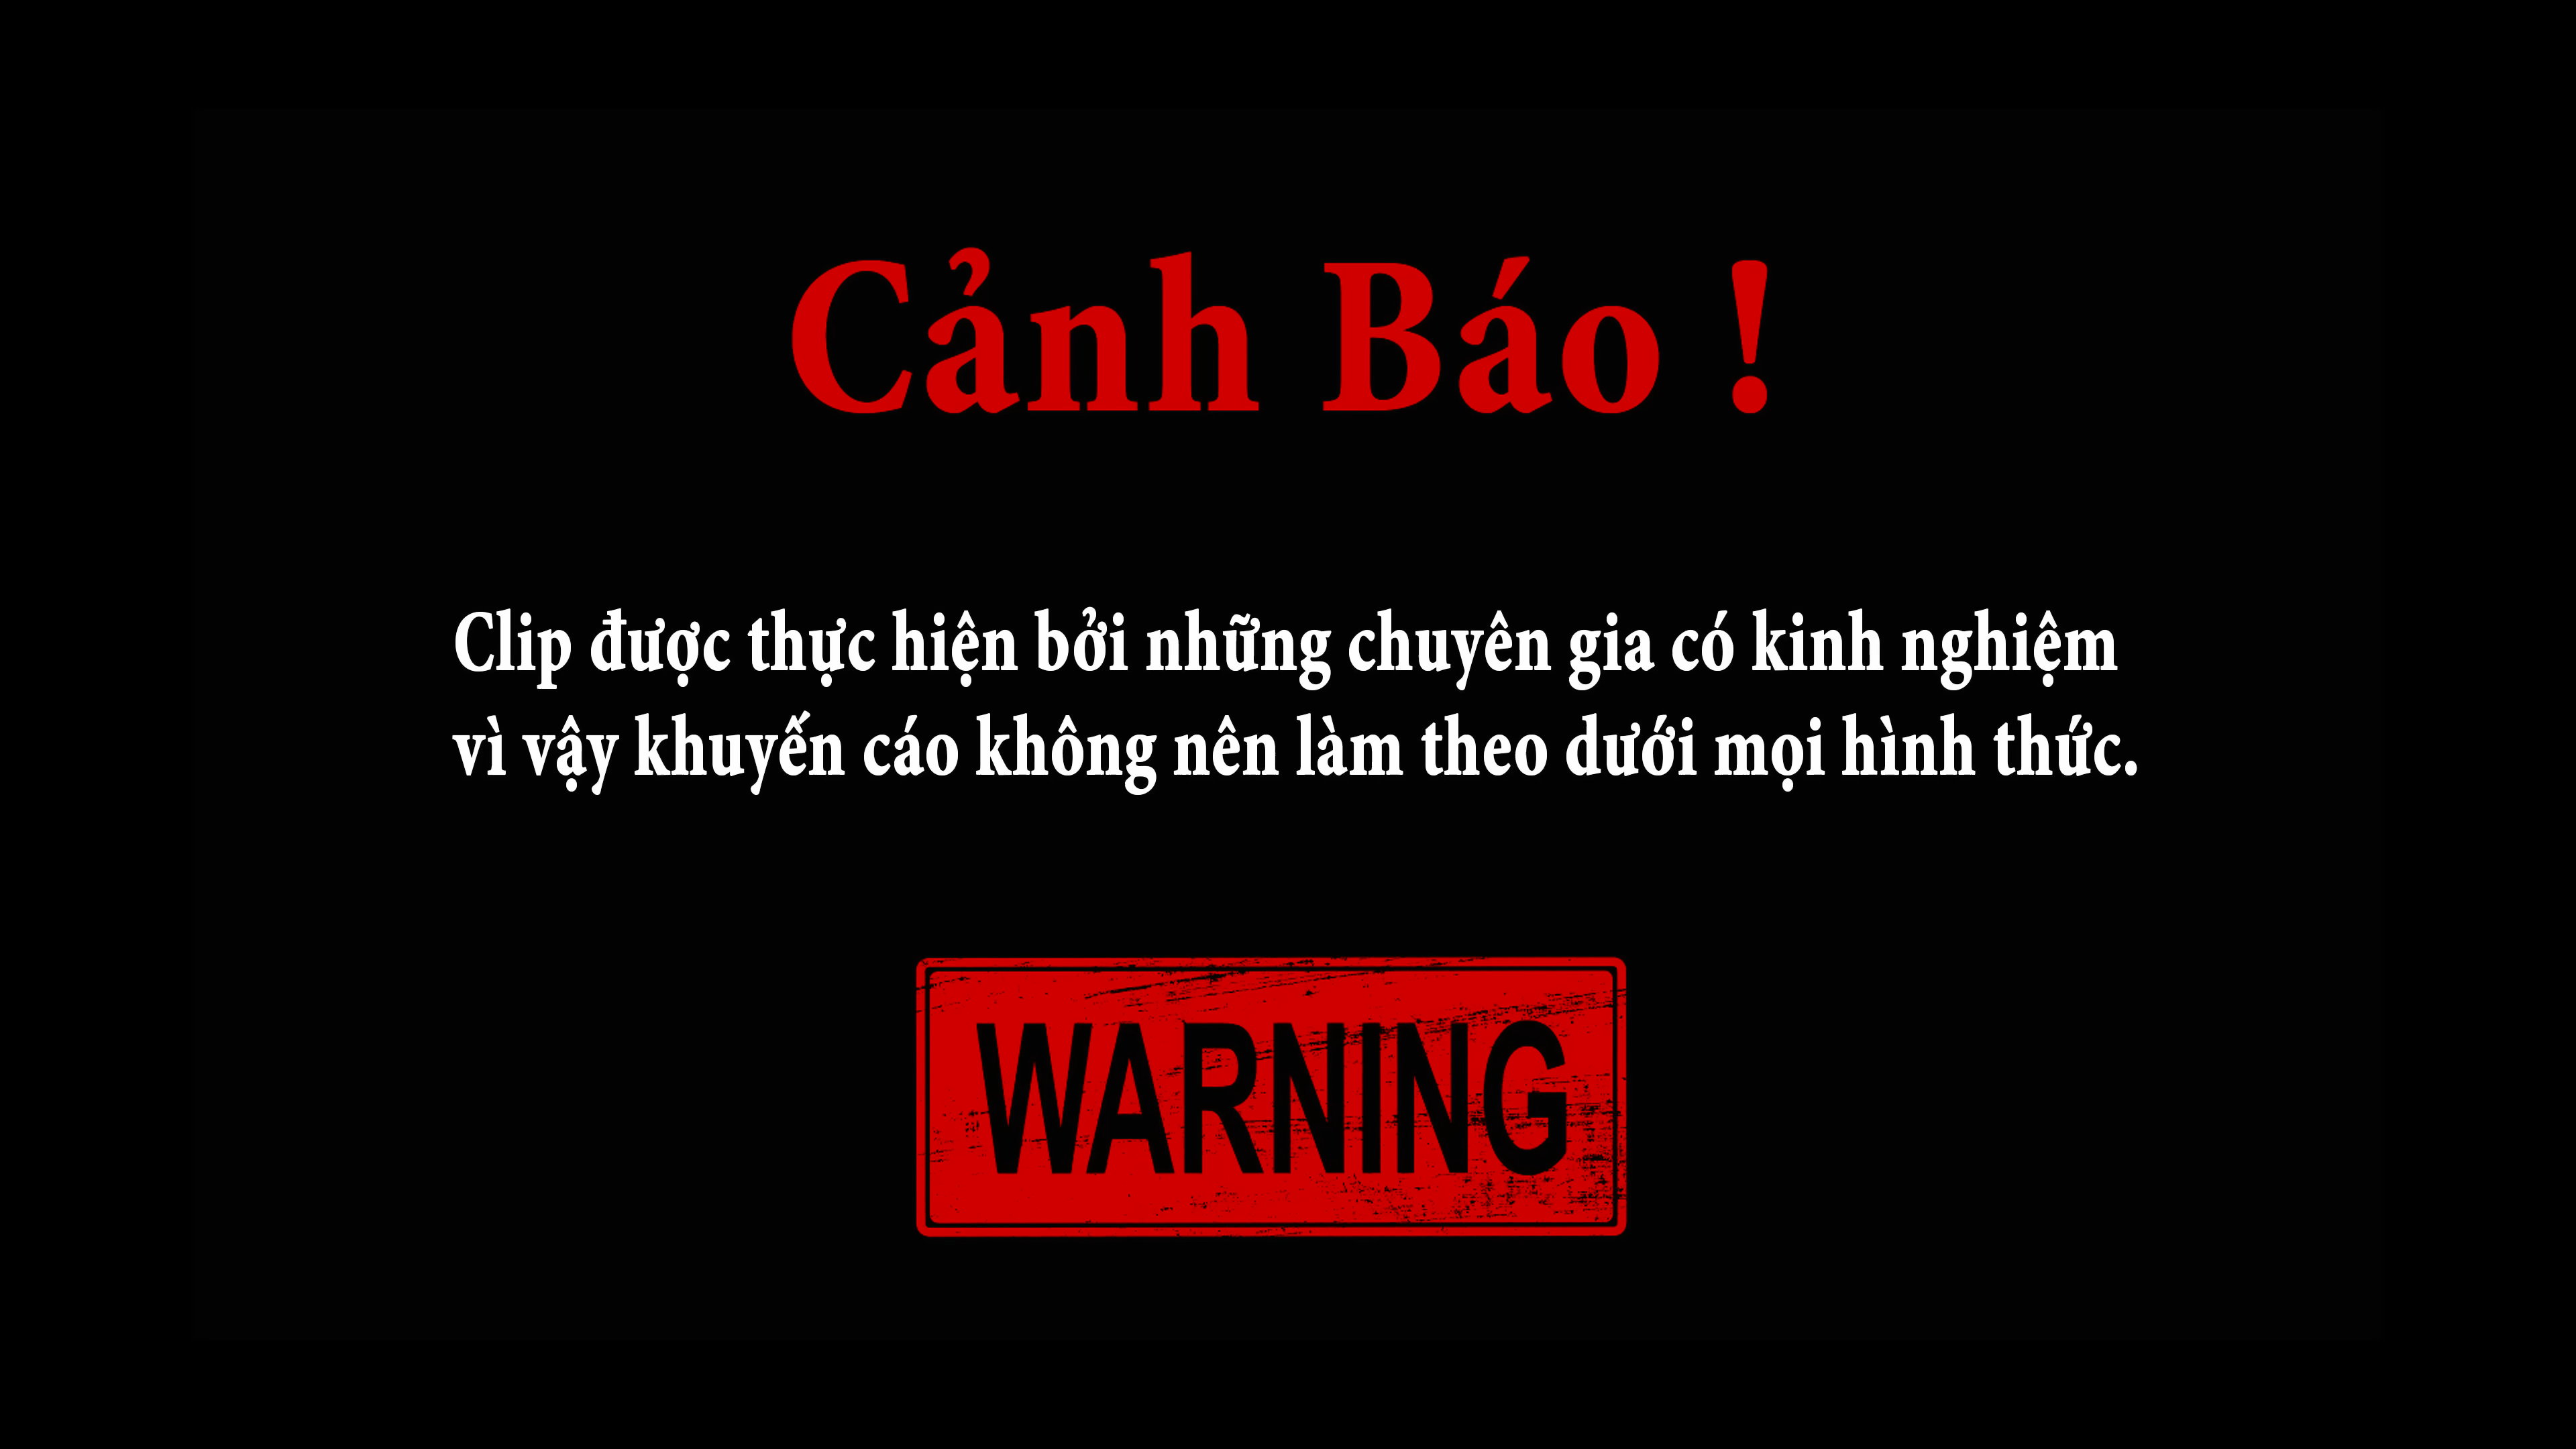 Cảnh Báo !
Clip được thực hiện bởi những chuyên gia có kinh nghiệm
vì vậy khuyến cáo không nên làm theo dưới mọi hình thức.
WARNING